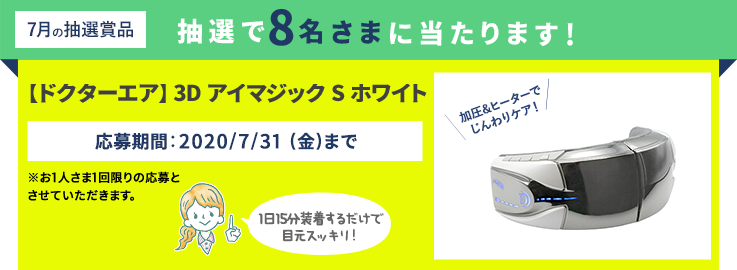 7月の抽選賞品
抽選で8名さまに当たります!
【ドクターエア】3D アイマジック S ホワイト
応募期間:2020/7/31 (金)まで
※お1人さま1回限りの応募と
させていただきます。
1日15分装着するだけで
目元スッキリ!
加圧&ヒーターで
じんわりケア!